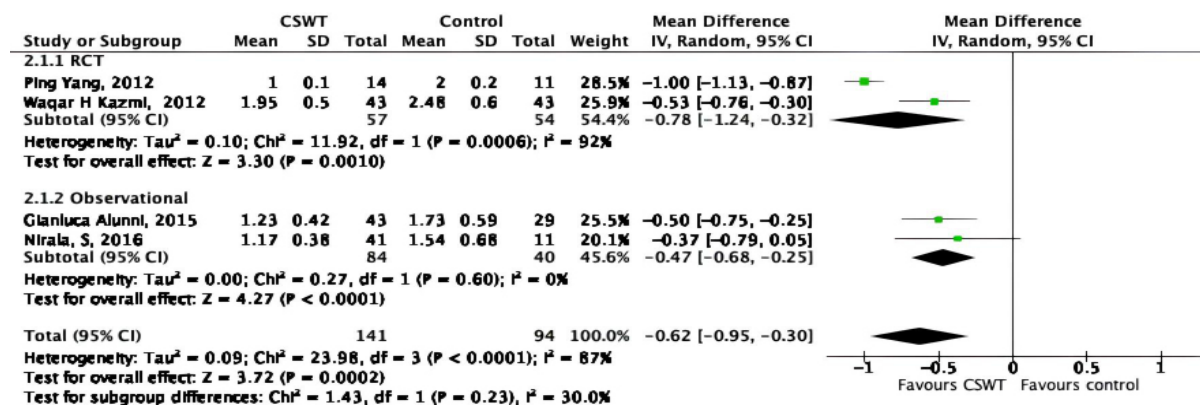 CSWT Control Mean Difference Mean Difference
Study or Subgroup Mean SD Total Mean SD Total Weight IV, Random, 95% CI IV, Random, 95% CI
2.1.1 RCT
Ping Yang, 2012 1 0.1 14 2 0.2 11 28.5% −1.00 [−1.13, −0.87]
Waqar H Kazmi, 2012 1.95 0.5 43 2.48 0.6 43 25.9% −0.53 [−0.76, −0.30]
Subtotal (95% CI) 57 54 54.4% −0.78 [−1.24, −0.32]
Heterogeneity: Tau² = 0.10; Chi² = 11.92, df = 1 (P = 0.0006); I² = 92%
Test for overall effect: Z = 3.30 (P = 0.0010)
2.1.2 Observational
Gianluca Alunni, 2015 1.23 0.42 43 1.73 0.59 29 25.5% −0.50 [−0.75, −0.25]
Nirala, S, 2016 1.17 0.38 41 1.54 0.68 11 20.1% −0.37 [−0.79, 0.05]
Subtotal (95% CI) 84 40 45.6% −0.47 [−0.68, −0.25]
Heterogeneity: Tau² = 0.00; Chi² = 0.27, df = 1 (P = 0.60); I² = 0%
Test for overall effect: Z = 4.27 (P < 0.0001)
Total (95% CI) 141 94 100.0% −0.62 [−0.95, −0.30]
Heterogeneity: Tau² = 0.09; Chi² = 23.98, df = 3 (P < 0.0001); I² = 87%
Test for overall effect: Z = 3.72 (P = 0.0002)
Test for subgroup differences: Chi² = 1.43, df = 1 (P = 0.23), I² = 30.0%
−1 −0.5 0 0.5 1
Favours CSWT Favours control